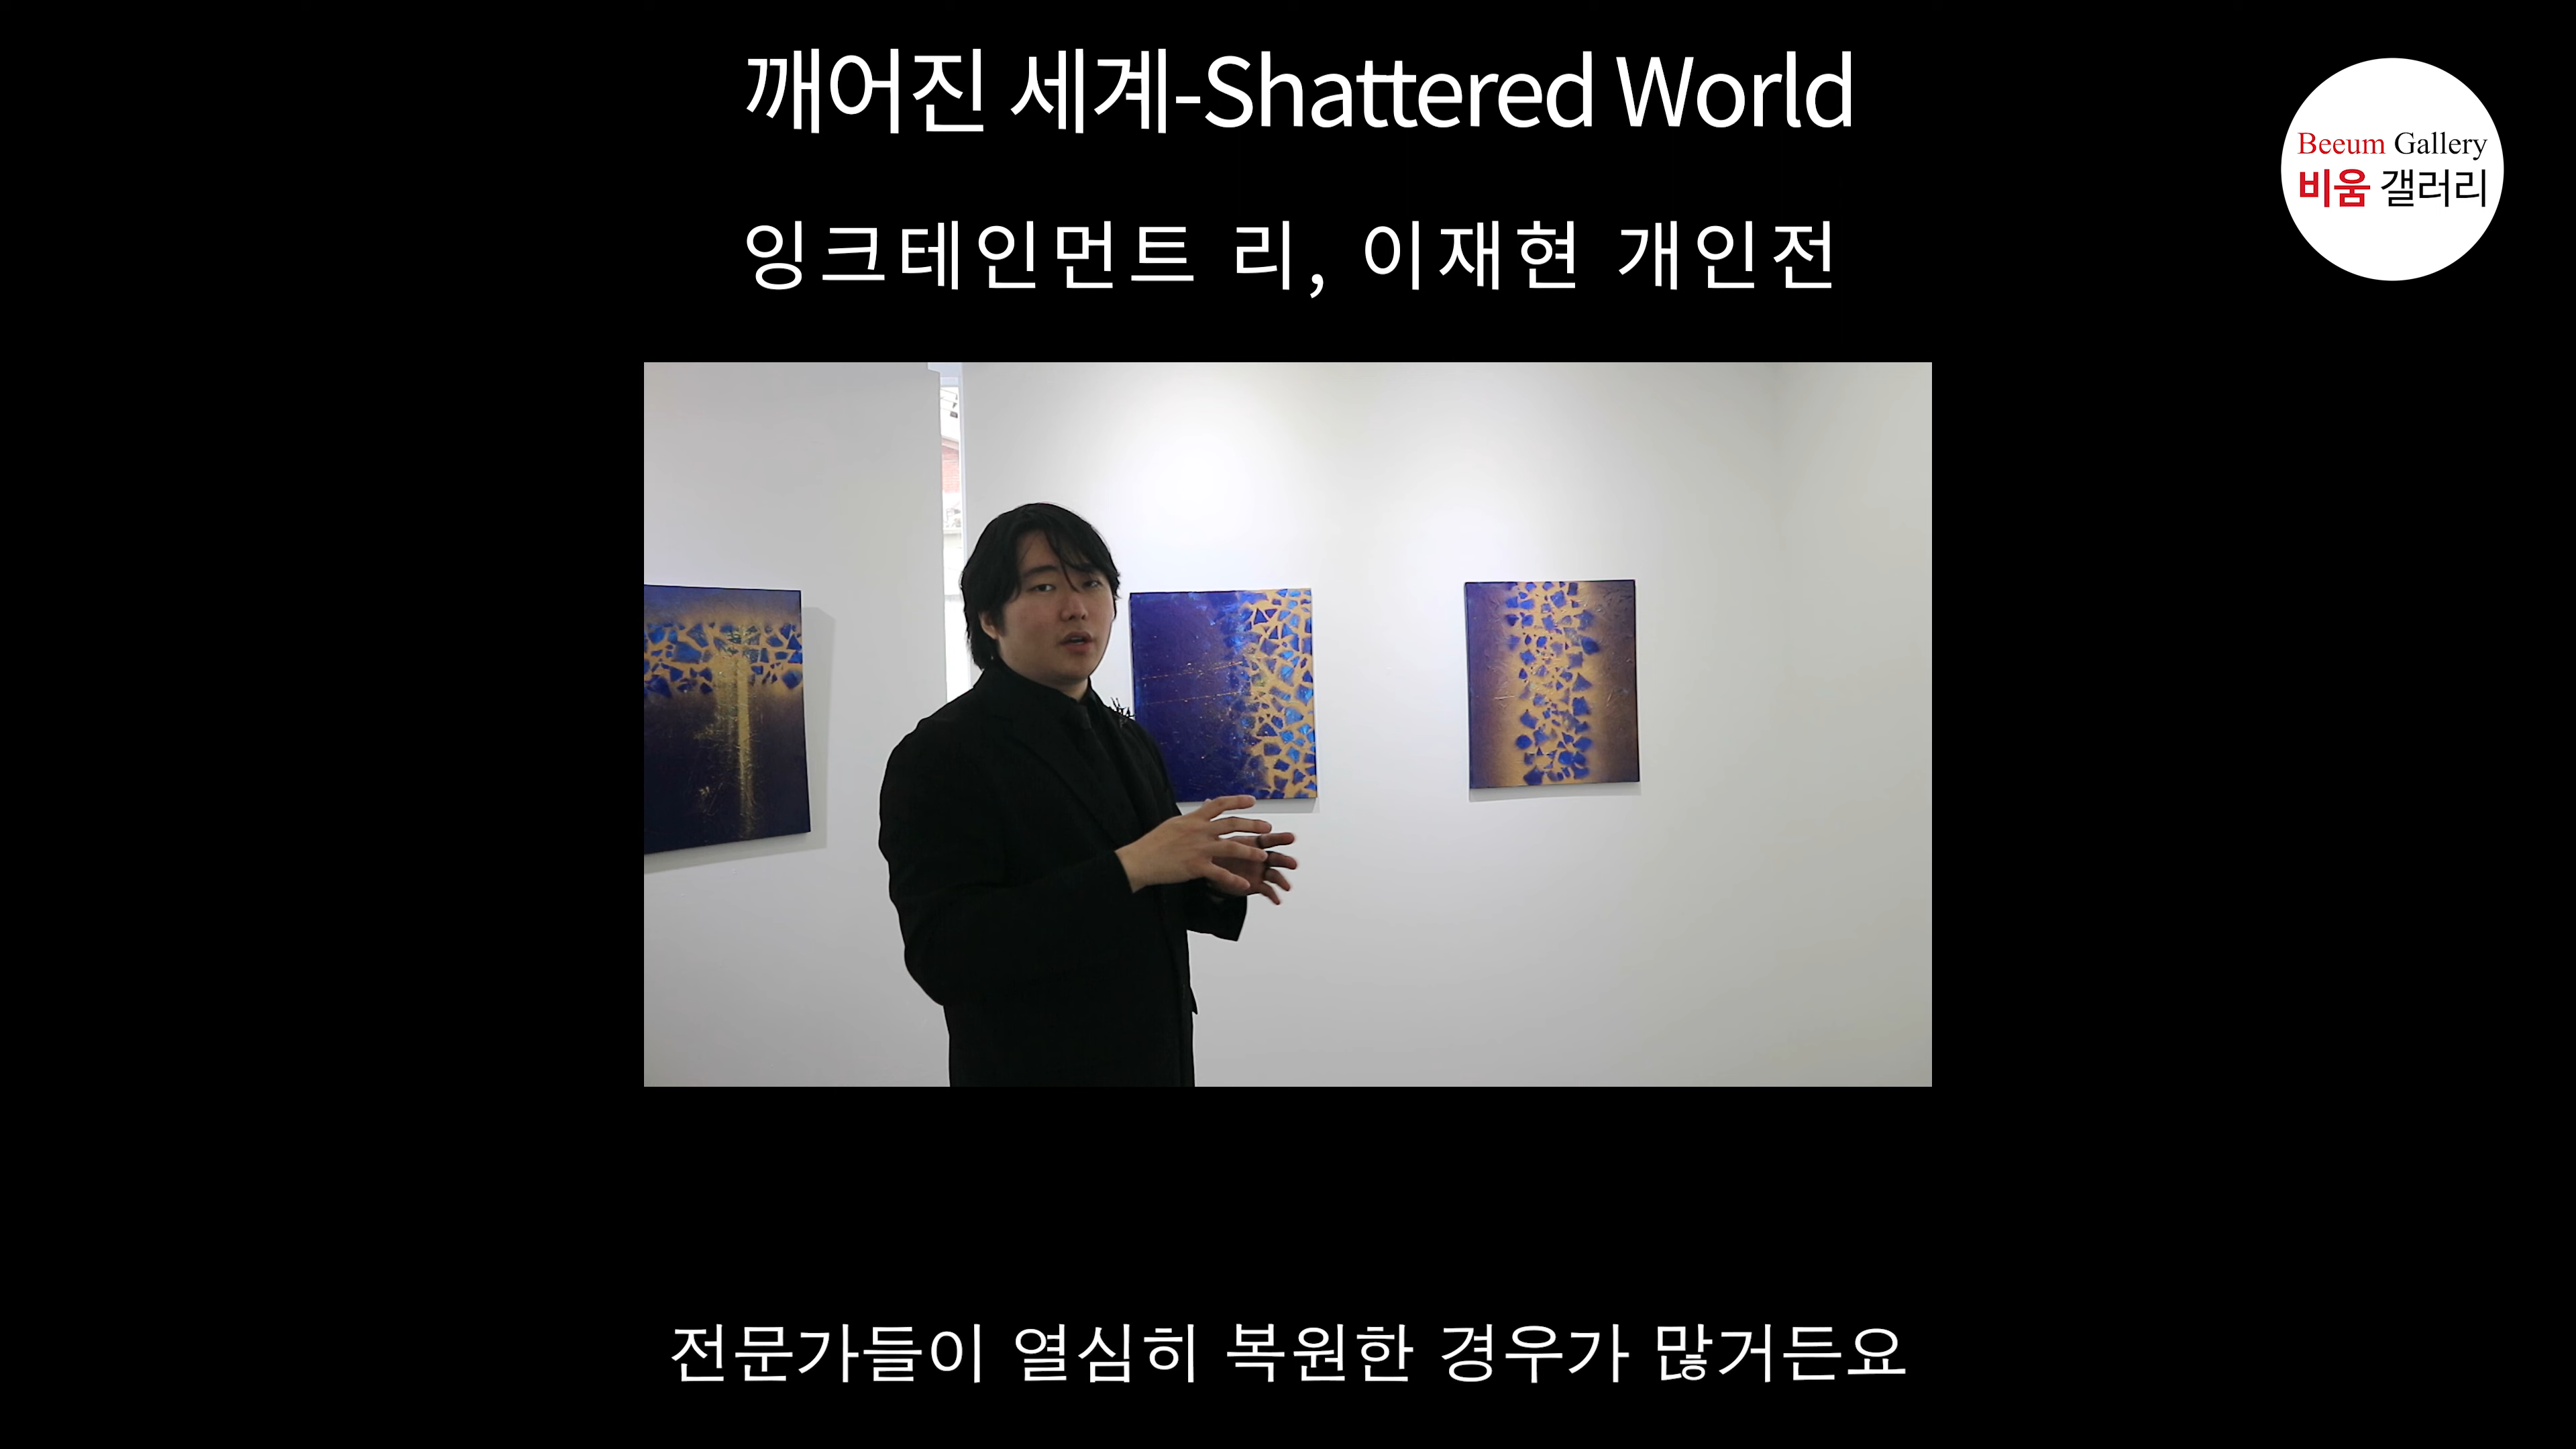 깨어진 세계-Shattered World
Beeum Gallery
비움 갤러리
잉크테인먼트 리, 이재현 개인전
전문가들이 열심히 복원한 경우가 많거든요